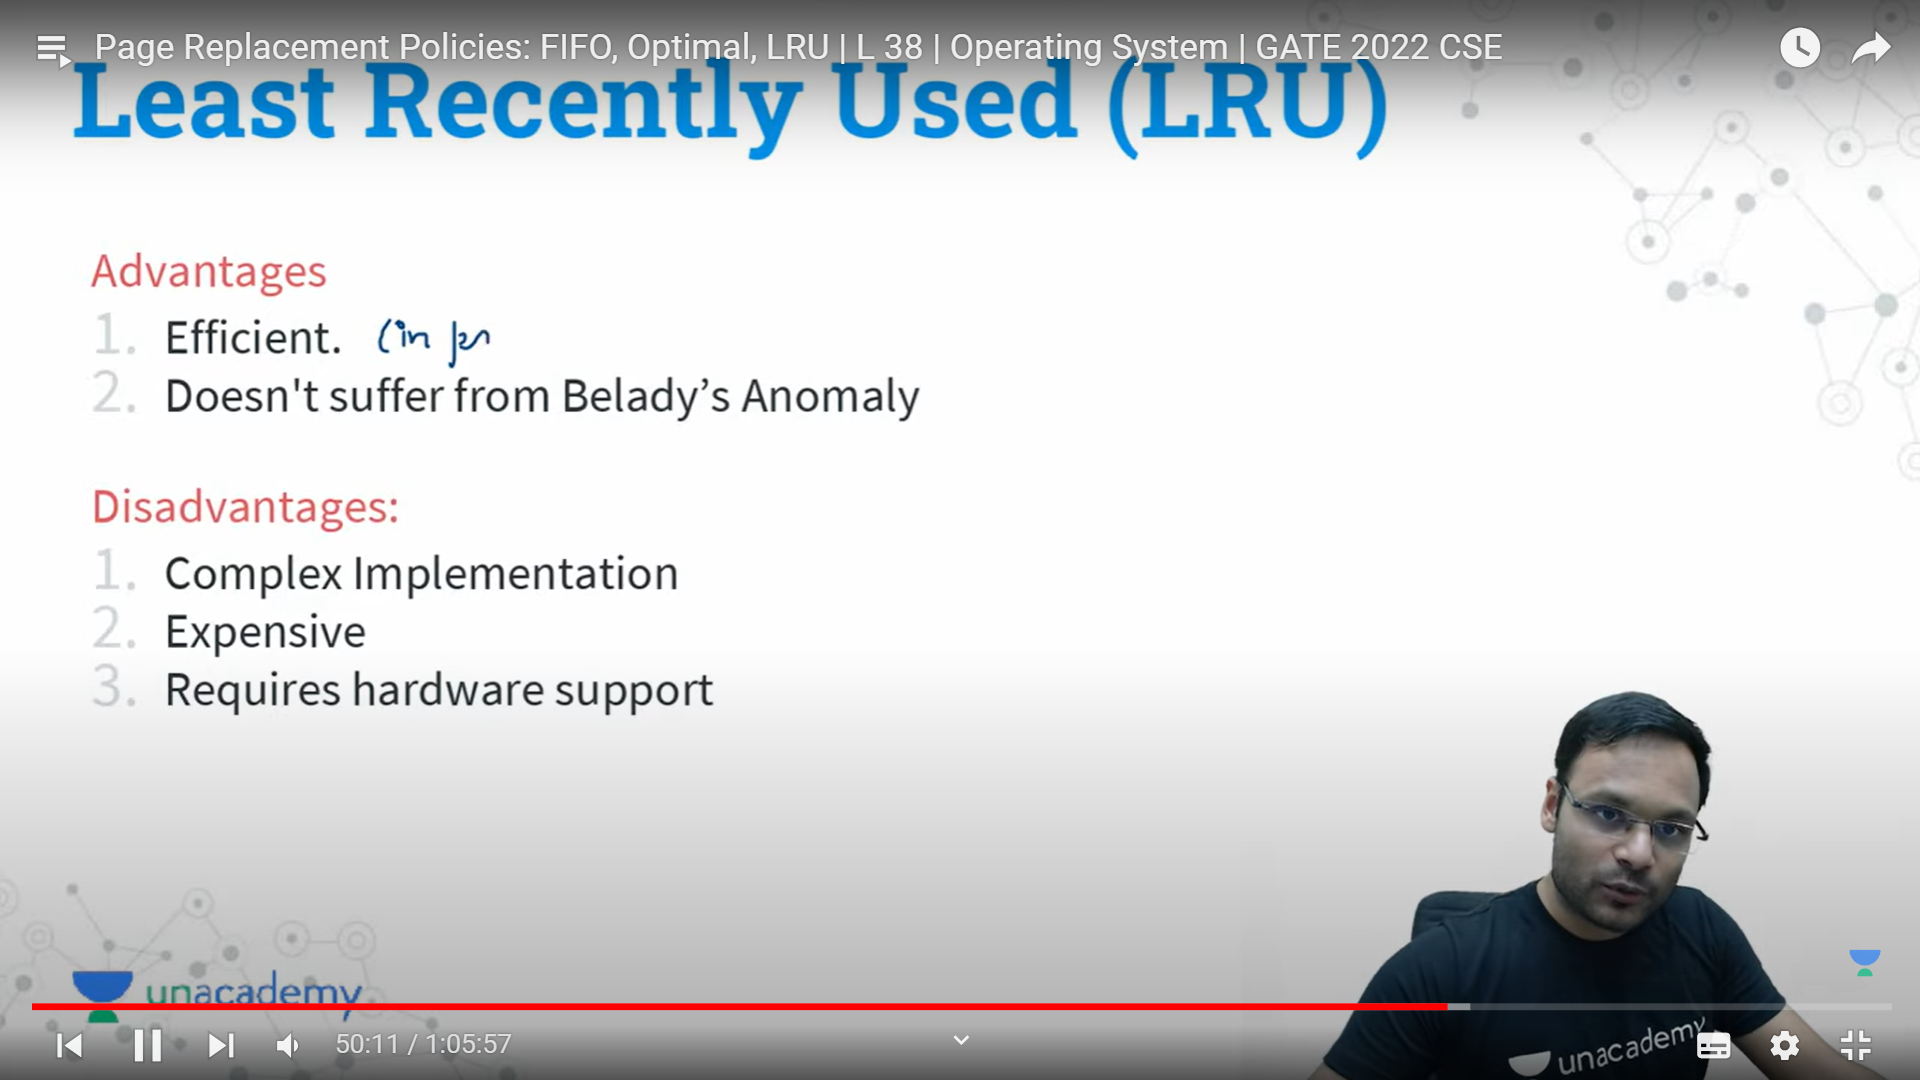 Page Replacement Policies: FIFO, Optimal, LRU | L 38 | Operating System | GATE 2022 CSE
Least Recently Used (LRU)
Advantages
1. Efficient. (in
2. Doesn't suffer from Belady’s Anomaly
Disadvantages:
1. Complex Implementation
2. Expensive
3. Requires hardware support
unacademy
unacademy
50:11 / 1:05:57